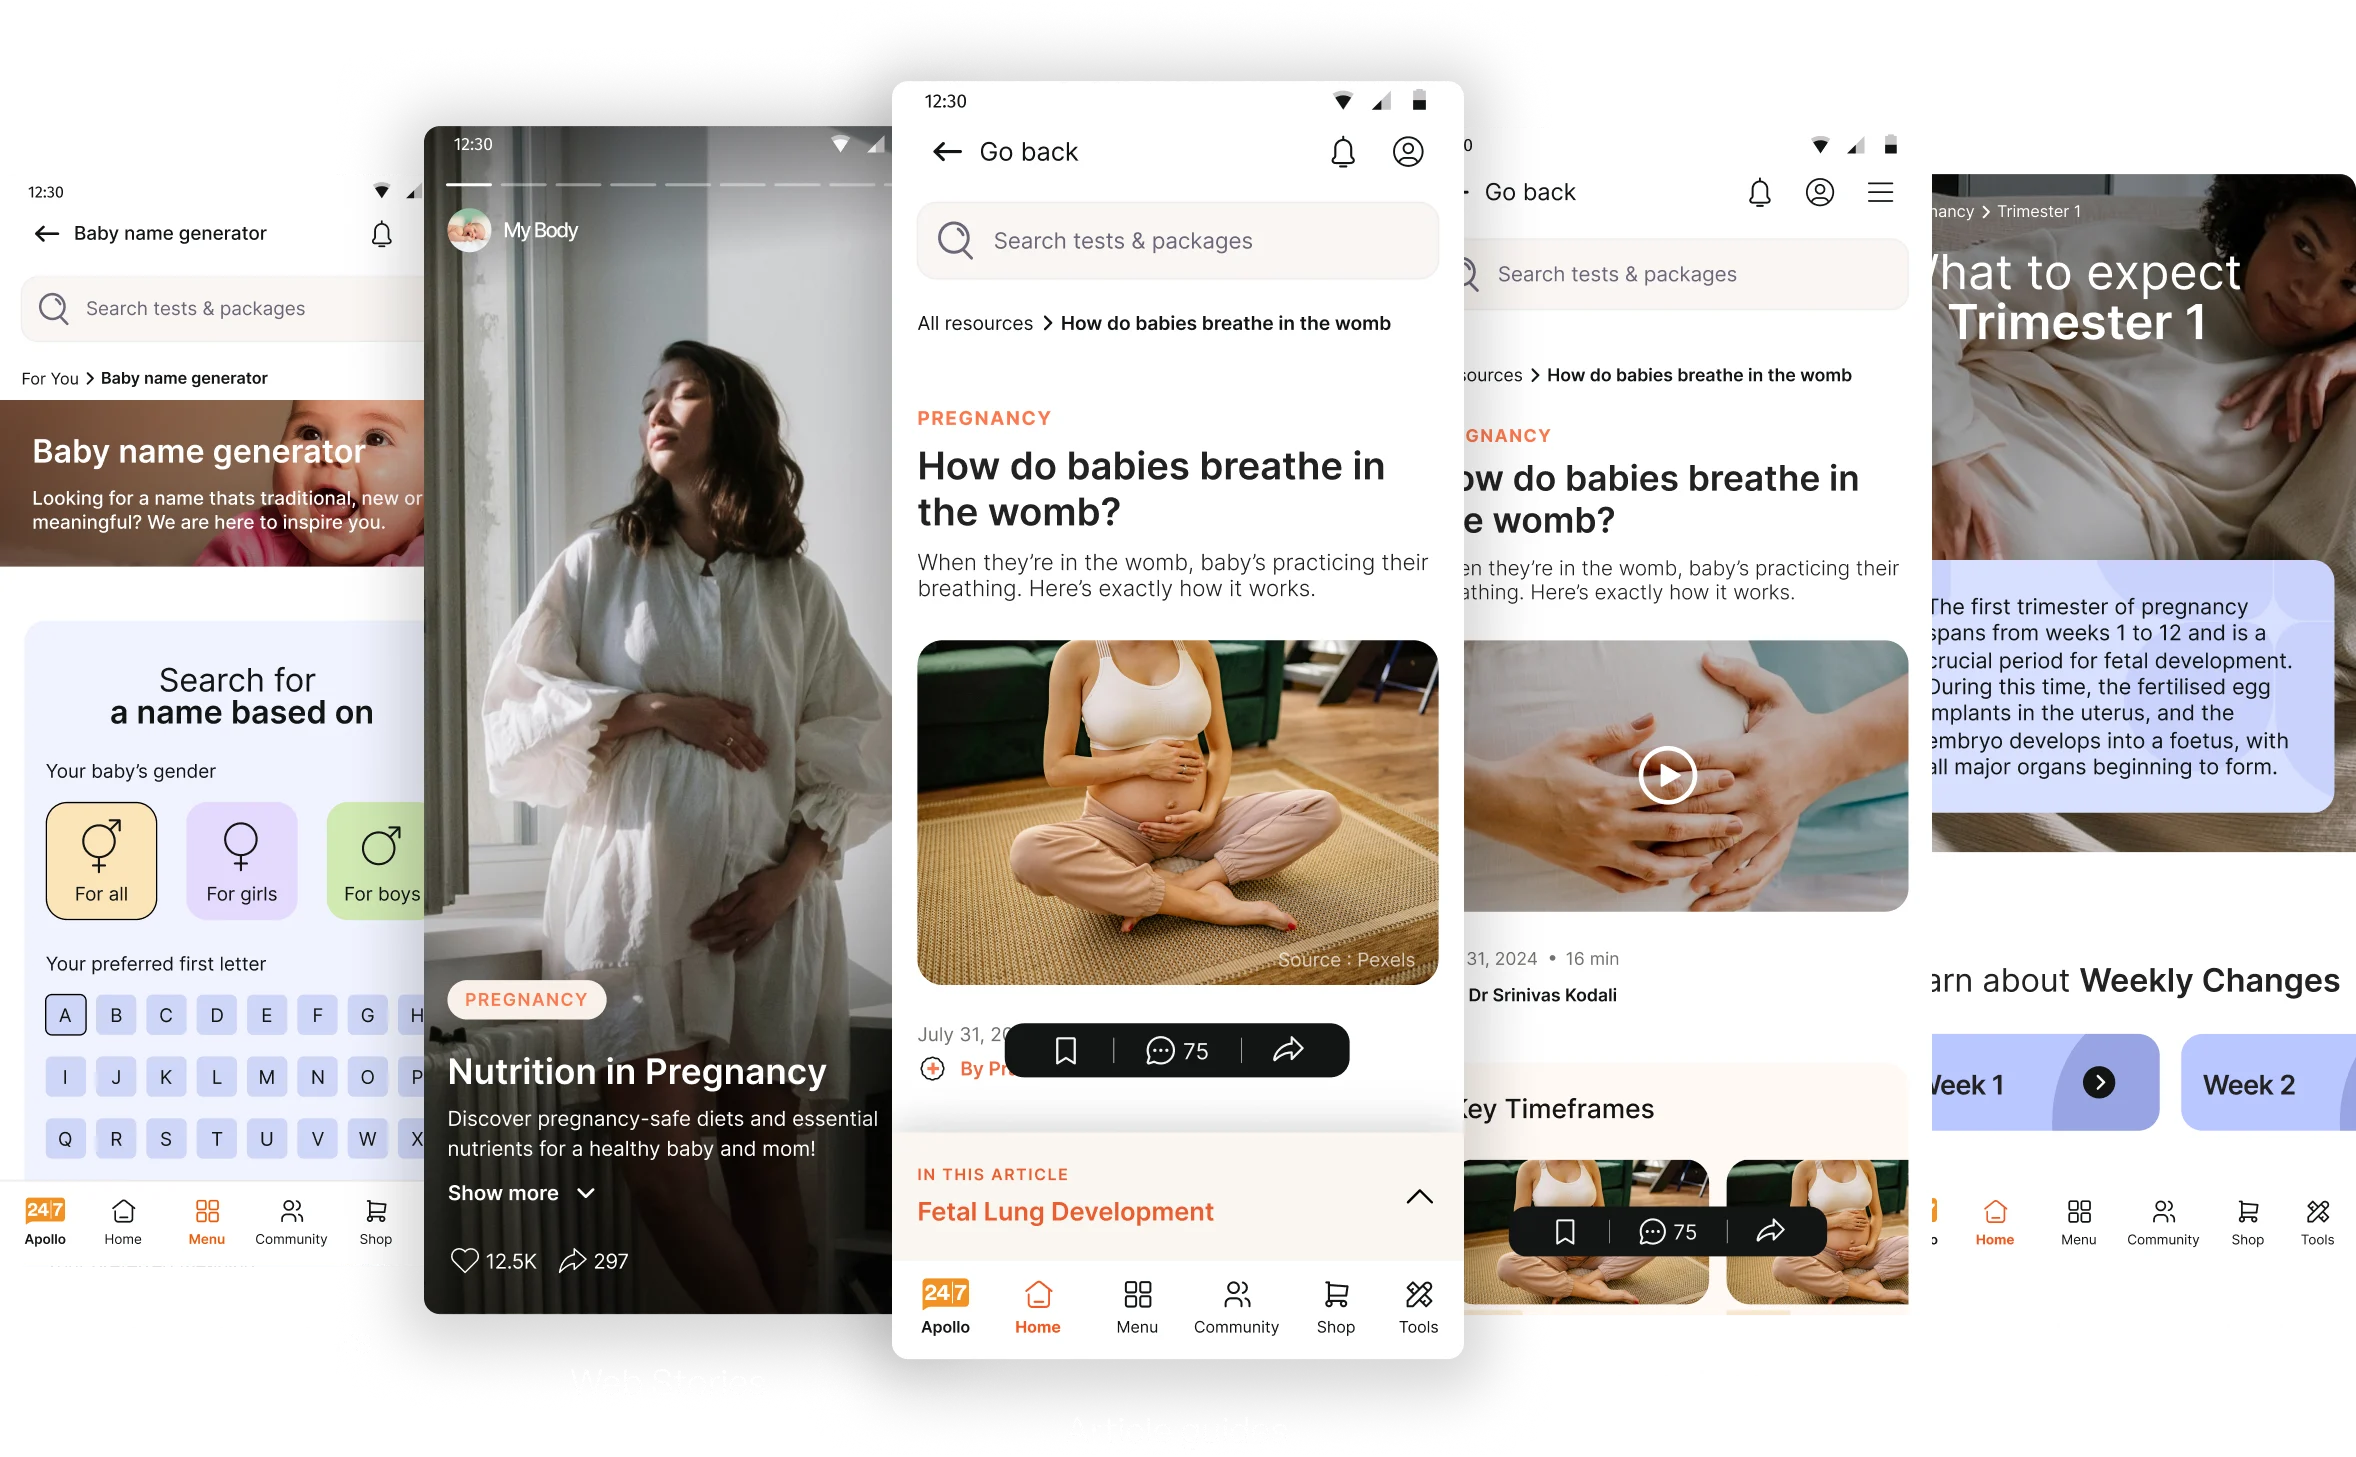 12:30
Baby name generator
Search tests & packages
For You > Baby name generator
Baby name generator
Looking for a name thats traditional, new or
meaningful? We are here to inspire you.
Search for
a name based on
Your baby's gender
For all
For girls
For boys
Your preferred first letter
A B C D E F G H
I J K L M N O P
Q R S T U V W X
24|7
Apollo
Home
Menu
Community
Shop
12:30
My Body
PREGNANCY
Nutrition in Pregnancy
Discover pregnancy-safe diets and essential
nutrients for a healthy baby and mom!
Show more
12.5K
297
12:30
Go back
Search tests & packages
All resources > How do babies breathe in the womb
PREGNANCY
How do babies breathe in
the womb?
When they’re in the womb, baby’s practicing their
breathing. Here’s exactly how it works.
Source : Pexels
July 31,
By
75
IN THIS ARTICLE
Fetal Lung Development
24|7
Apollo
Home
Menu
Community
Shop
Tools
Go back
Search tests & packages
> How do babies breathe in the womb
do babies breathe in
womb?
they’re in the womb, baby’s practicing their
Here’s exactly how it works.
31, 2024 • 16 min
Dr Srinivas Kodali
Key Timeframes
75
> Trimester 1
What to expect
Trimester 1
The first trimester of pregnancy
spans from weeks 1 to 12 and is a
crucial period for fetal development.
During this time, the fertilised egg
implants in the uterus, and the
embryo develops into a foetus, with
all major organs beginning to form.
about Weekly Changes
Week 1
Week 2
Home
Menu
Community
Shop
Tools